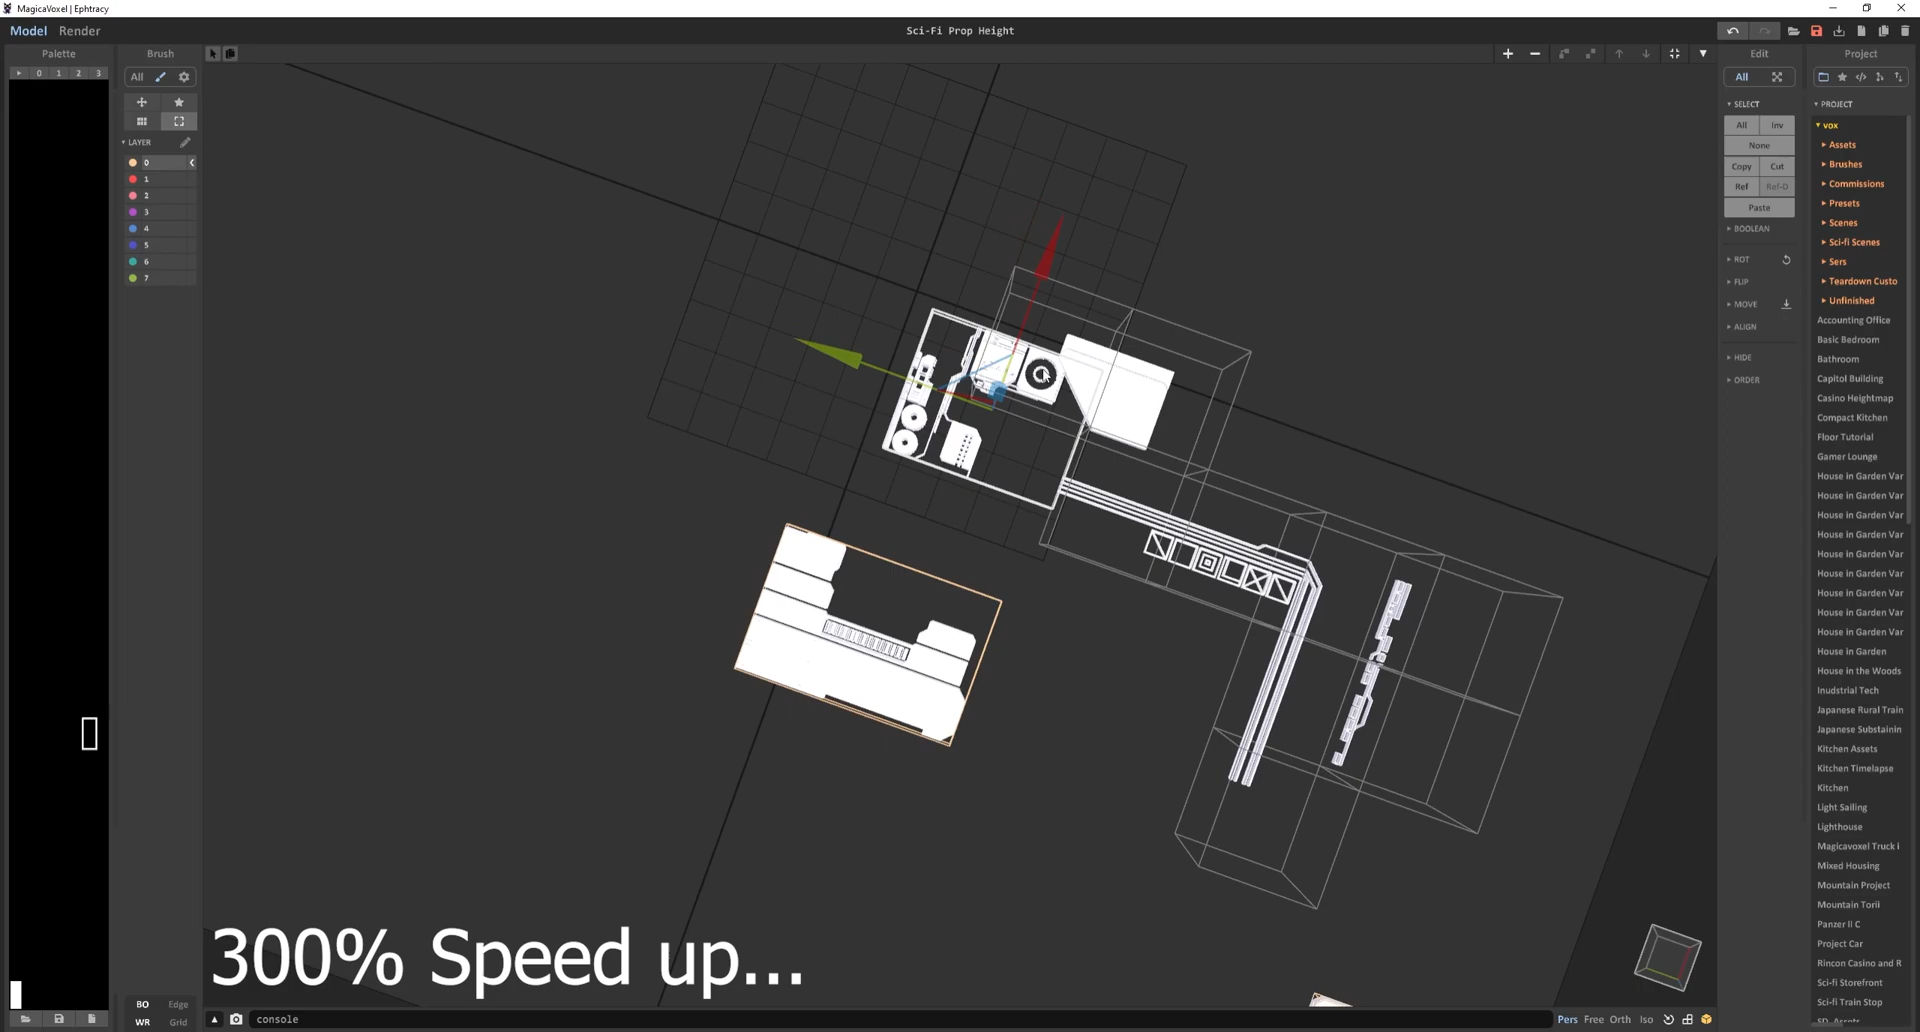 MagicaVoxel | Ephtracy
Model Render
Sci-Fi Prop Height
Palette
Brush
Edit
Project
0 1 2 3
All
All
SELECT
PROJECT
LAYER
0
1
2
3
4
5
6
7
All Inv
None
Copy Cut
Ref Ref-D
Paste
BOOLEAN
ROT
FLIP
MOVE
ALIGN
HIDE
ORDER
vox
Assets
Brushes
Commissions
Presets
Scenes
Sci-fi Scenes
Sers
Teardown Custo
Unfinished
Accounting Office
Basic Bedroom
Bathroom
Capitol Building
Casino Heightmap
Compact Kitchen
Floor Tutorial
Gamer Lounge
House in Garden Var
House in Garden Var
House in Garden Var
House in Garden Var
House in Garden Var
House in Garden Var
House in Garden Var
House in Garden Var
House in Garden Var
House in Garden
House in the Woods
Inudstrial Tech
Japanese Rural Train
Japanese Substainin
Kitchen Assets
Kitchen Timelapse
Kitchen
Light Sailing
Lighthouse
Magicavoxel Truck i
Mixed Housing
Mountain Project
Mountain Torii
Panzer II C
Project Car
Rincon Casino and R
Sci-fi Storefront
Sci-fi Train Stop
300% Speed up...
BO Edge
WR Grid
console
Pers Free Orth Iso